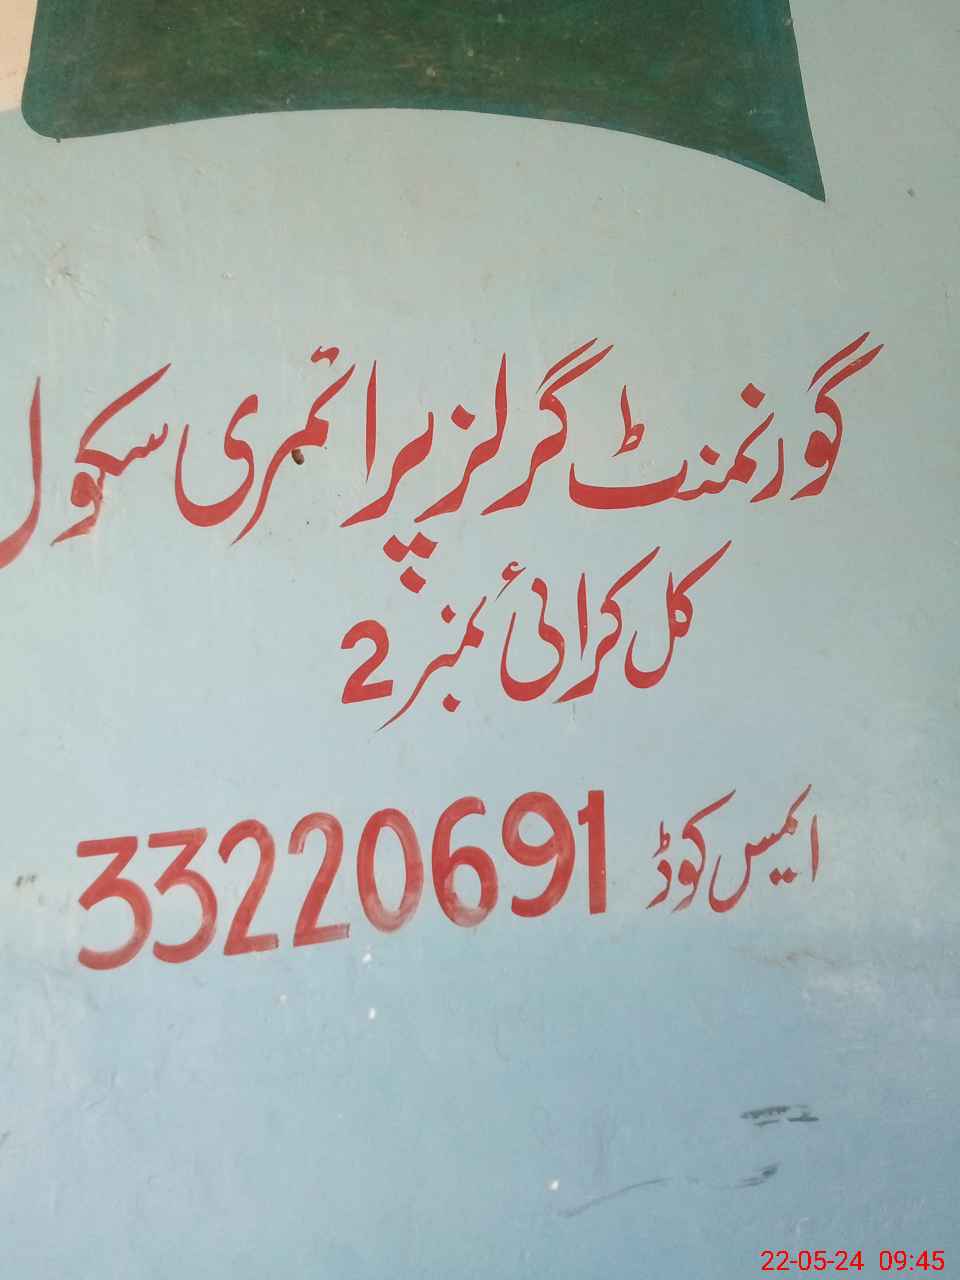 گورنمنٹ گرلز پرائمری سکول
کل کرائی نمبر 2
ایمس کوڈ 33220691
22-05-24 09:45